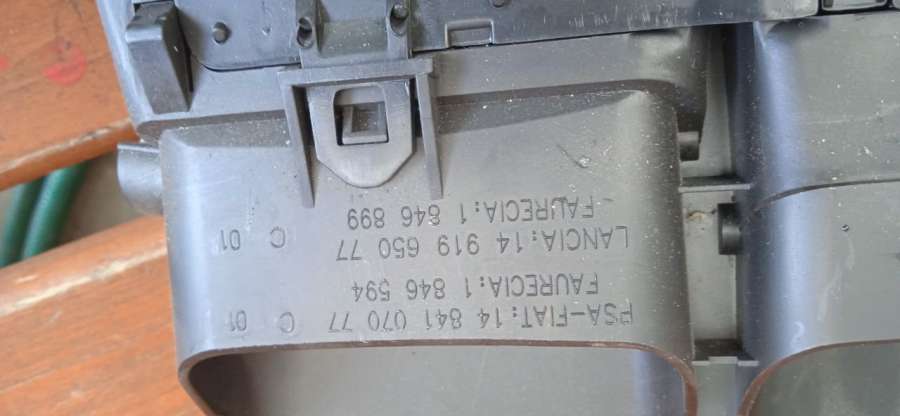 PSA-FIAT:14 841 070 77 C 01
FAURECIA:1 846 594
LANCIA:14 919 650 77 C 01
FAURECIA:1 846 899